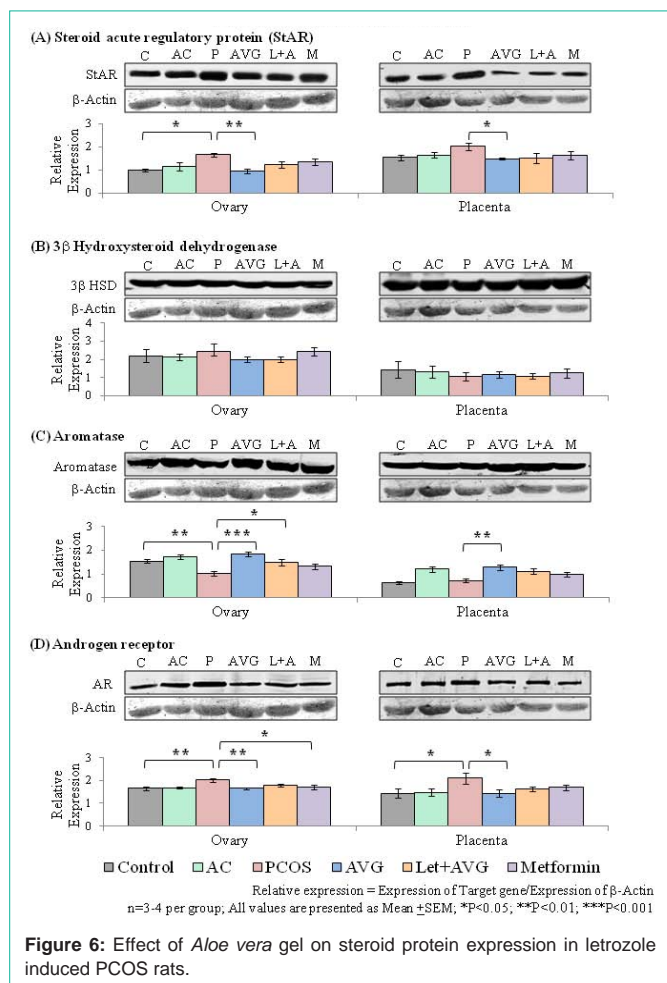 (A) Steroid acute regulatory protein (StAR)
C AC P AVG L+A M
C AC P AVG L+A M
StAR
β-Actin
Relative Expression
3
2
1
0
* ** *
Ovary Placenta
(B) 3β Hydroxysteroid dehydrogenase
C AC P AVG L+A M
C AC P AVG L+A M
3β HSD
β-Actin
Relative Expression
4
3
2
1
0
Ovary Placenta
(C) Aromatase
C AC P AVG L+A M
C AC P AVG L+A M
Aromatase
β-Actin
Relative Expression
3
2
1
0
*
** *** **
Ovary Placenta
(D) Androgen receptor
C AC P AVG L+A M
C AC P AVG L+A M
AR
β-Actin
Relative Expression
3
2
1
0
*
** ** * *
Ovary Placenta
Control AC PCOS AVG Let+AVG Metformin
Relative expression = Expression of Target gene/Expression of β-Actin
n=3-4 per group; All values are presented as Mean ±SEM; *P<0.05; **P<0.01; ***P<0.001
Figure 6: Effect of Aloe vera gel on steroid protein expression in letrozole
induced PCOS rats.